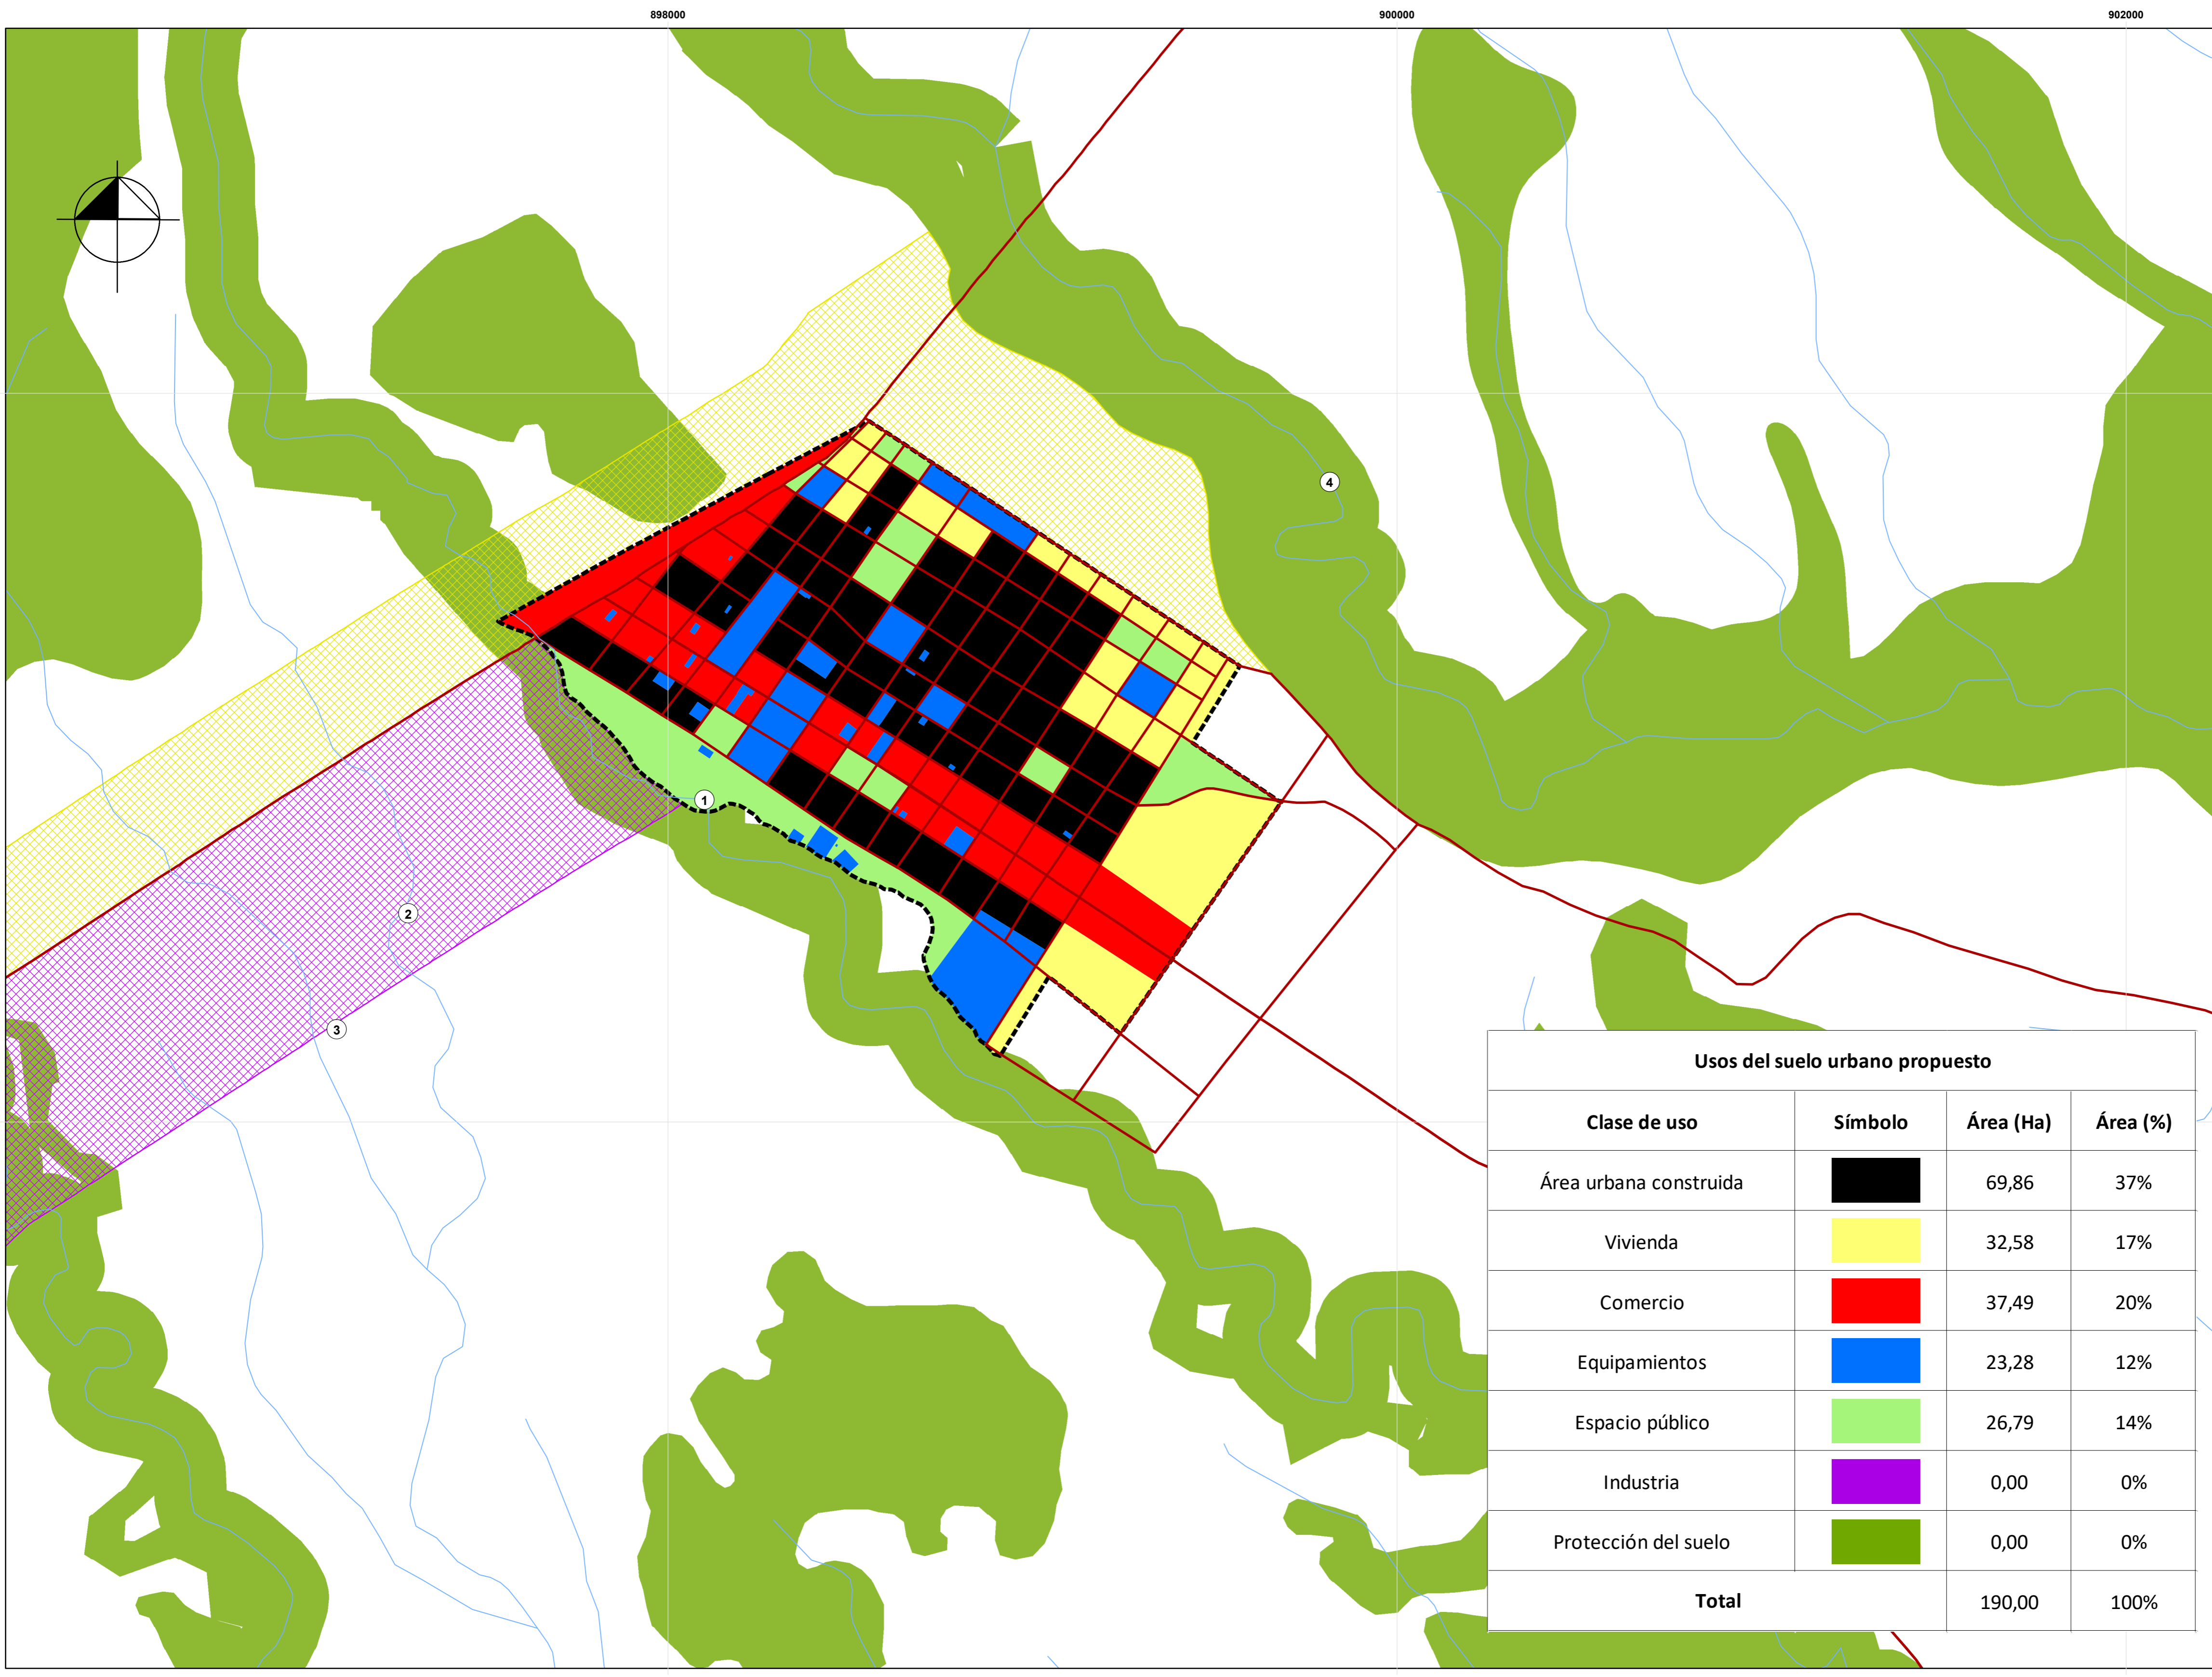 898000 900000 902000
4
1
2
3
Usos del suelo urbano propuesto
Clase de uso Símbolo Área (Ha) Área (%)
Área urbana construida 69,86 37%
Vivienda 32,58 17%
Comercio 37,49 20%
Equipamientos 23,28 12%
Espacio público 26,79 14%
Industria 0,00 0%
Protección del suelo 0,00 0%
Total 190,00 100%